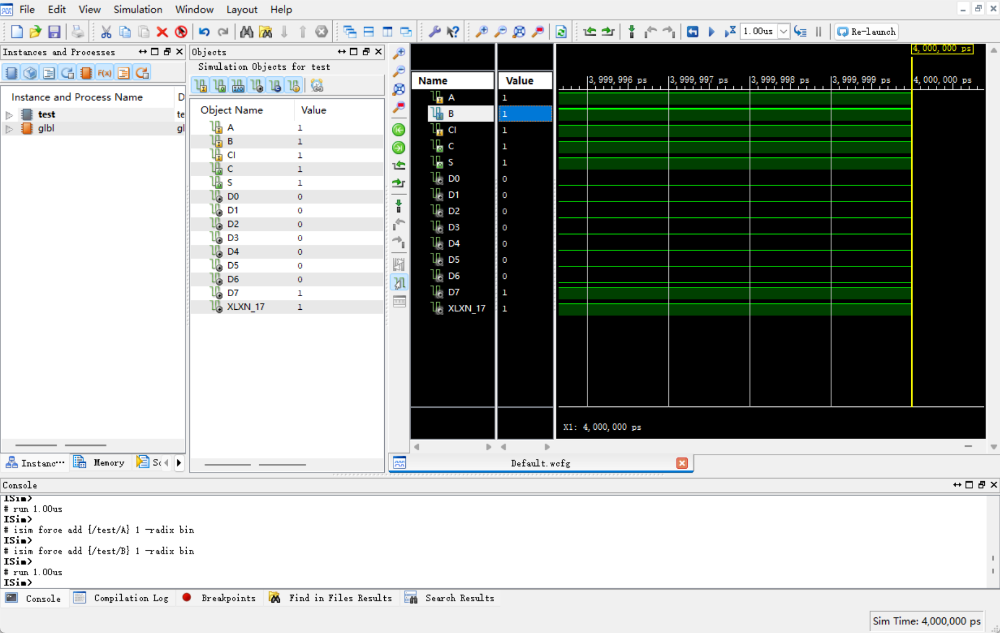 File Edit View Simulation Window Layout Help
1.00us Re-launch
Instances and Processes
Instance and Process Name D
test te
glbl gl
Instanc··· Memory So
Objects
Simulation Objects for test
Object Name Value
A 1
B 1
CI 1
C 1
S 1
D0 0
D1 0
D2 0
D3 0
D4 0
D5 0
D6 0
D7 1
XLXN_17 1
Name Value
A 1
B 1
CI 1
C 1
S 1
D0 0
D1 0
D2 0
D3 0
D4 0
D5 0
D6 0
D7 1
XLXN_17 1
4,000,000 ps
3,999,996 ps 3,999,997 ps 3,999,998 ps 3,999,999 ps 4,000,000 ps
X1: 4,000,000 ps
Default.wcfg
Console
ISim>
# run 1.00us
ISim>
# isim force add {/test/A} 1 -radix bin
ISim>
# isim force add {/test/B} 1 -radix bin
ISim>
# run 1.00us
ISim>
Console Compilation Log Breakpoints Find in Files Results Search Results
Sim Time: 4,000,000 ps